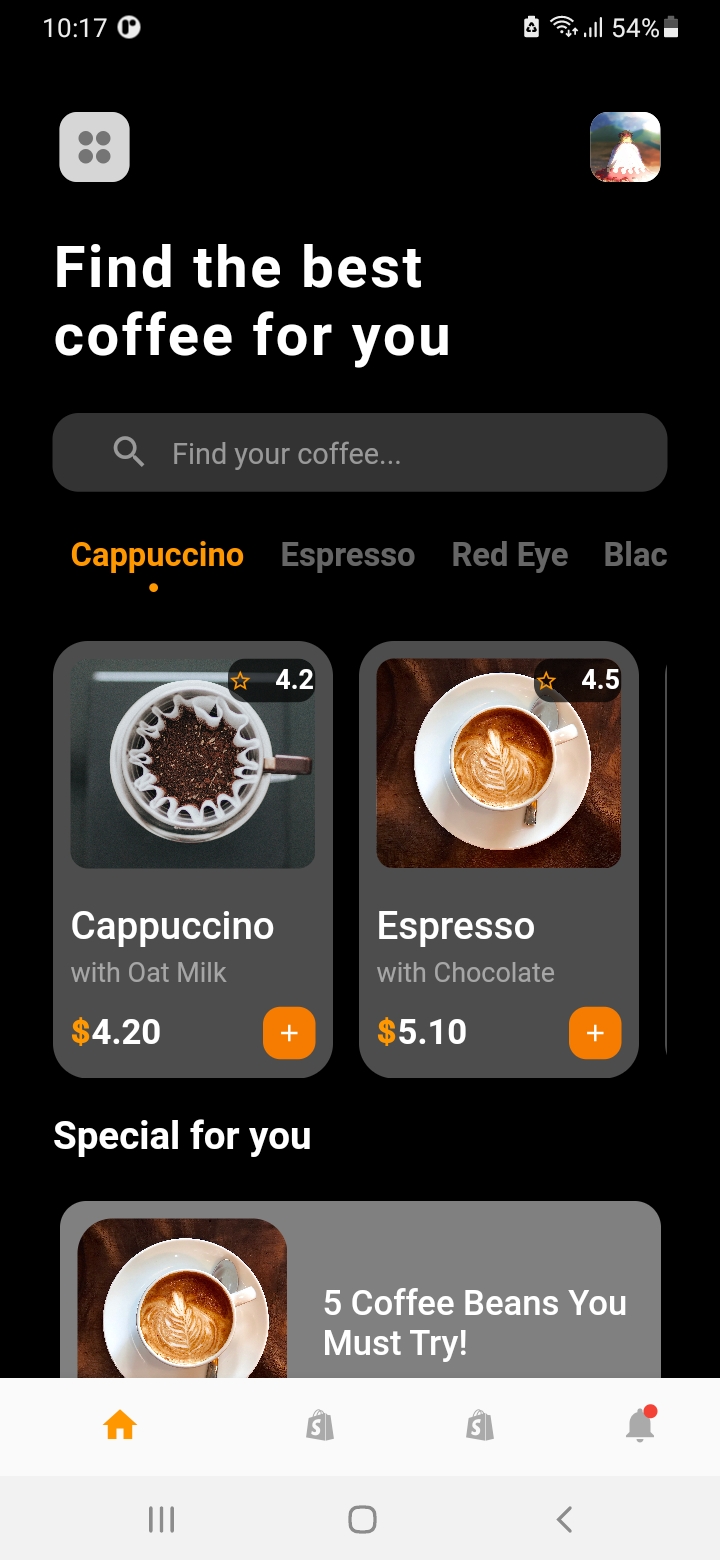 10:17 54%
Find the best
coffee for you
Find your coffee...
Cappuccino Espresso Red Eye Blac
4.2 4.5
Cappuccino Espresso
with Oat Milk with Chocolate
$4.20 + $5.10 +
Special for you
5 Coffee Beans You
Must Try!